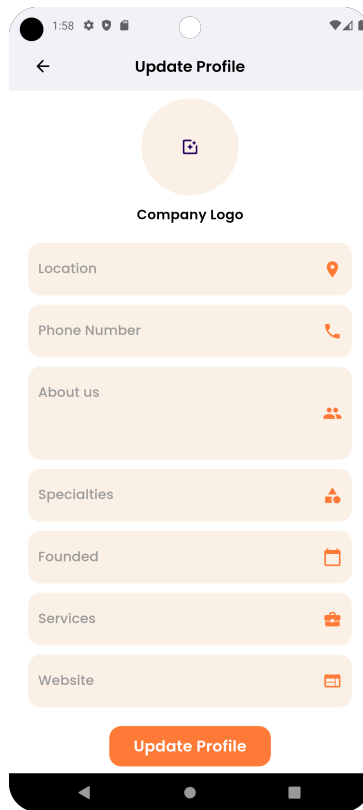 1:58
Update Profile
Company Logo
Location
Phone Number
About us
Specialties
Founded
Services
Website
Update Profile